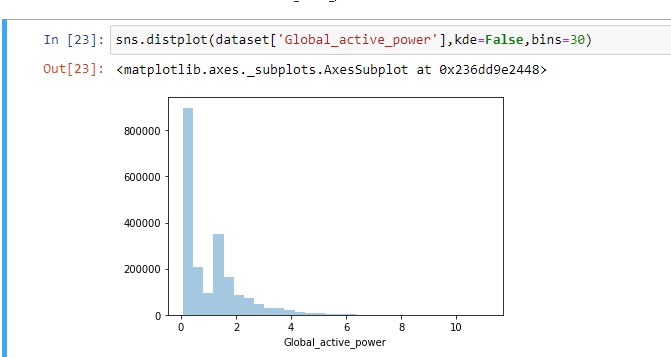 In [23]: sns.distplot(dataset['Global_active_power'],kde=False,bins=30)
Out[23]: <matplotlib.axes._subplots.AxesSubplot at 0x236dd9e2448>
800000
600000
400000
200000
0
0 2 4 6 8 10
Global_active_power